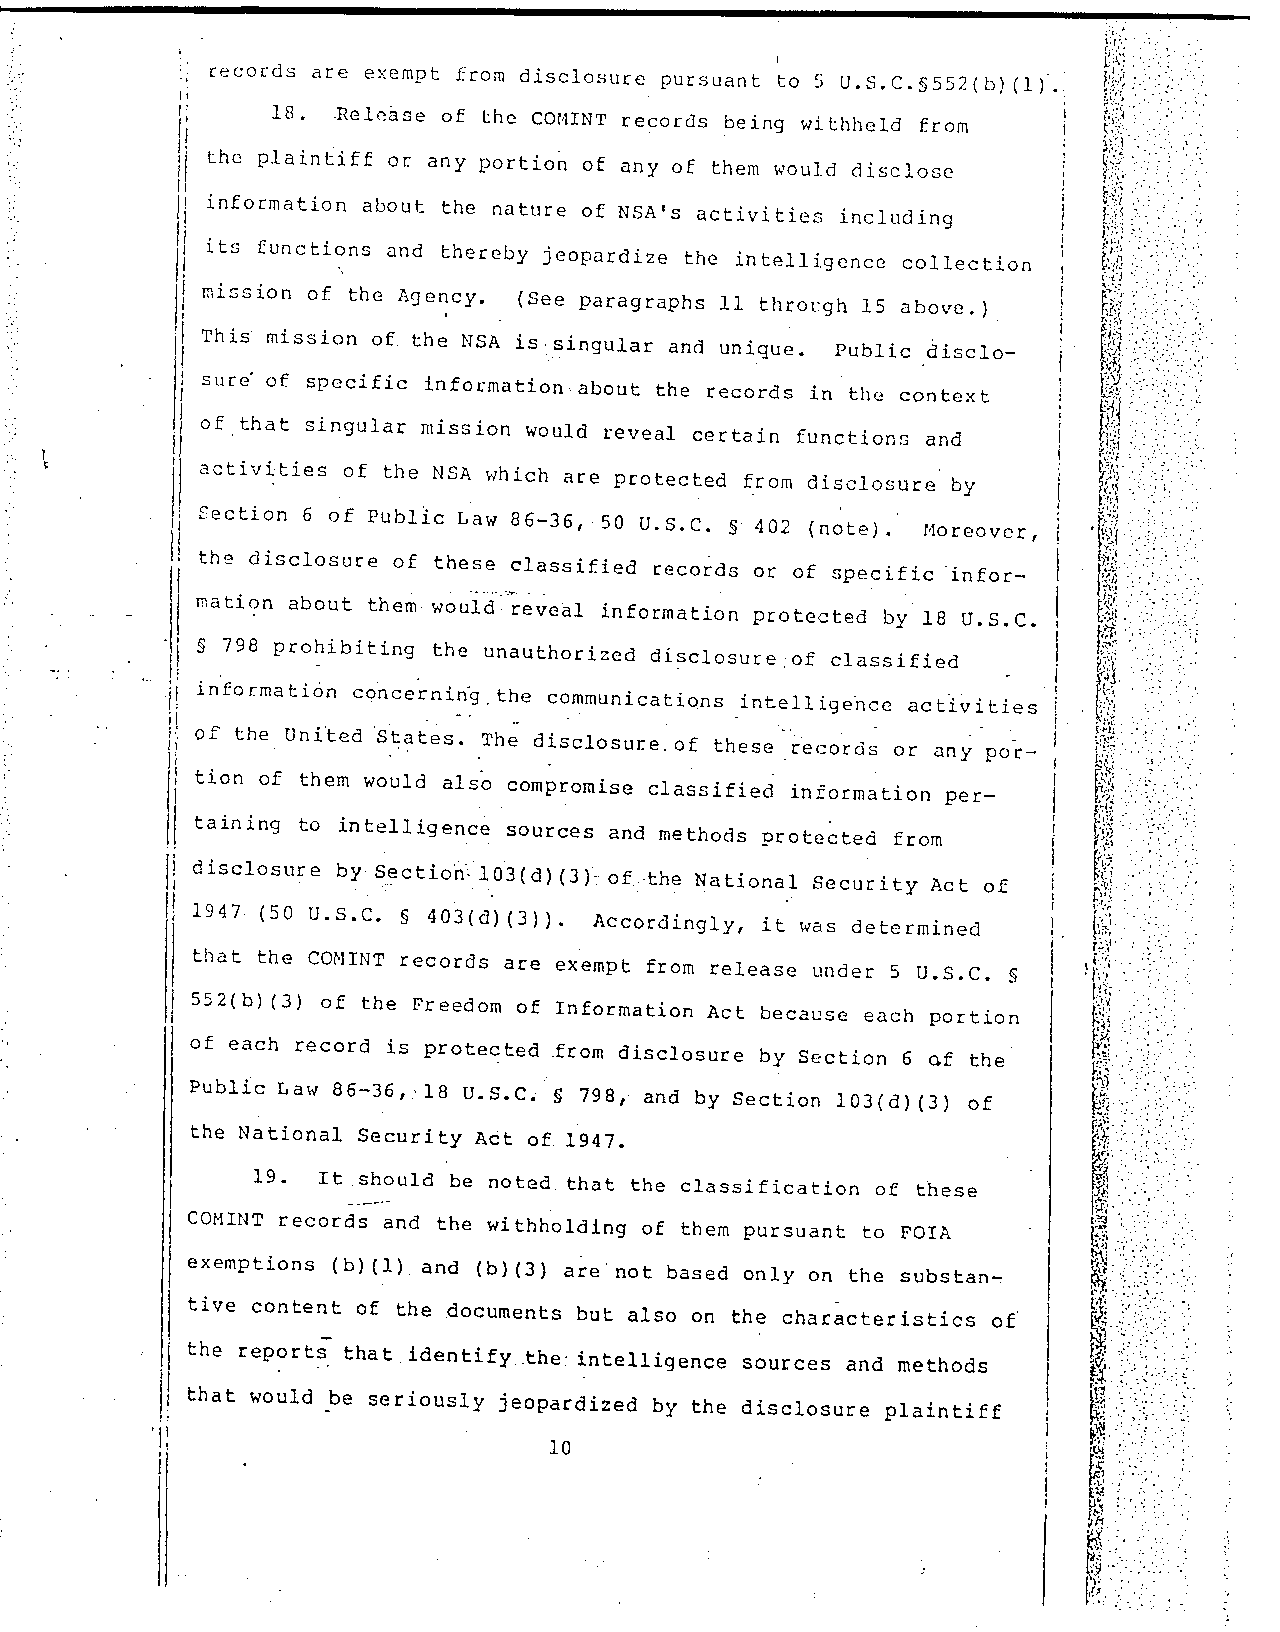 records are exempt from disclosure pursuant to 5 U.S.C.§552(b)(1).
18. Release of the COMINT records being withheld from
the plaintiff or any portion of any of them would disclose
information about the nature of NSA's activities including
its functions and thereby jeopardize the intelligence collection
mission of the Agency. (See paragraphs 11 through 15 above.)
This mission of the NSA is singular and unique. Public disclo-
sure of specific information about the records in the context
of that singular mission would reveal certain functions and
activities of the NSA which are protected from disclosure by
Section 6 of Public Law 86-36, 50 U.S.C. § 402 (note). Moreover,
the disclosure of these classified records or of specific infor-
mation about them would reveal information protected by 18 U.S.C.
§ 798 prohibiting the unauthorized disclosure of classified
information concerning the communications intelligence activities
of the United States. The disclosure of these records or any por-
tion of them would also compromise classified information per-
taining to intelligence sources and methods protected from
disclosure by Section 103(d)(3) of the National Security Act of
1947 (50 U.S.C. § 403(d)(3)). Accordingly, it was determined
that the COMINT records are exempt from release under 5 U.S.C. §
552(b)(3) of the Freedom of Information Act because each portion
of each record is protected from disclosure by Section 6 of the
Public Law 86-36, 18 U.S.C. § 798, and by Section 103(d)(3) of
the National Security Act of 1947.
19. It should be noted that the classification of these
COMINT records and the withholding of them pursuant to FOIA
exemptions (b)(1) and (b)(3) are not based only on the substan-
tive content of the documents but also on the characteristics of
the reports that identify the intelligence sources and methods
that would be seriously jeopardized by the disclosure plaintiff
10